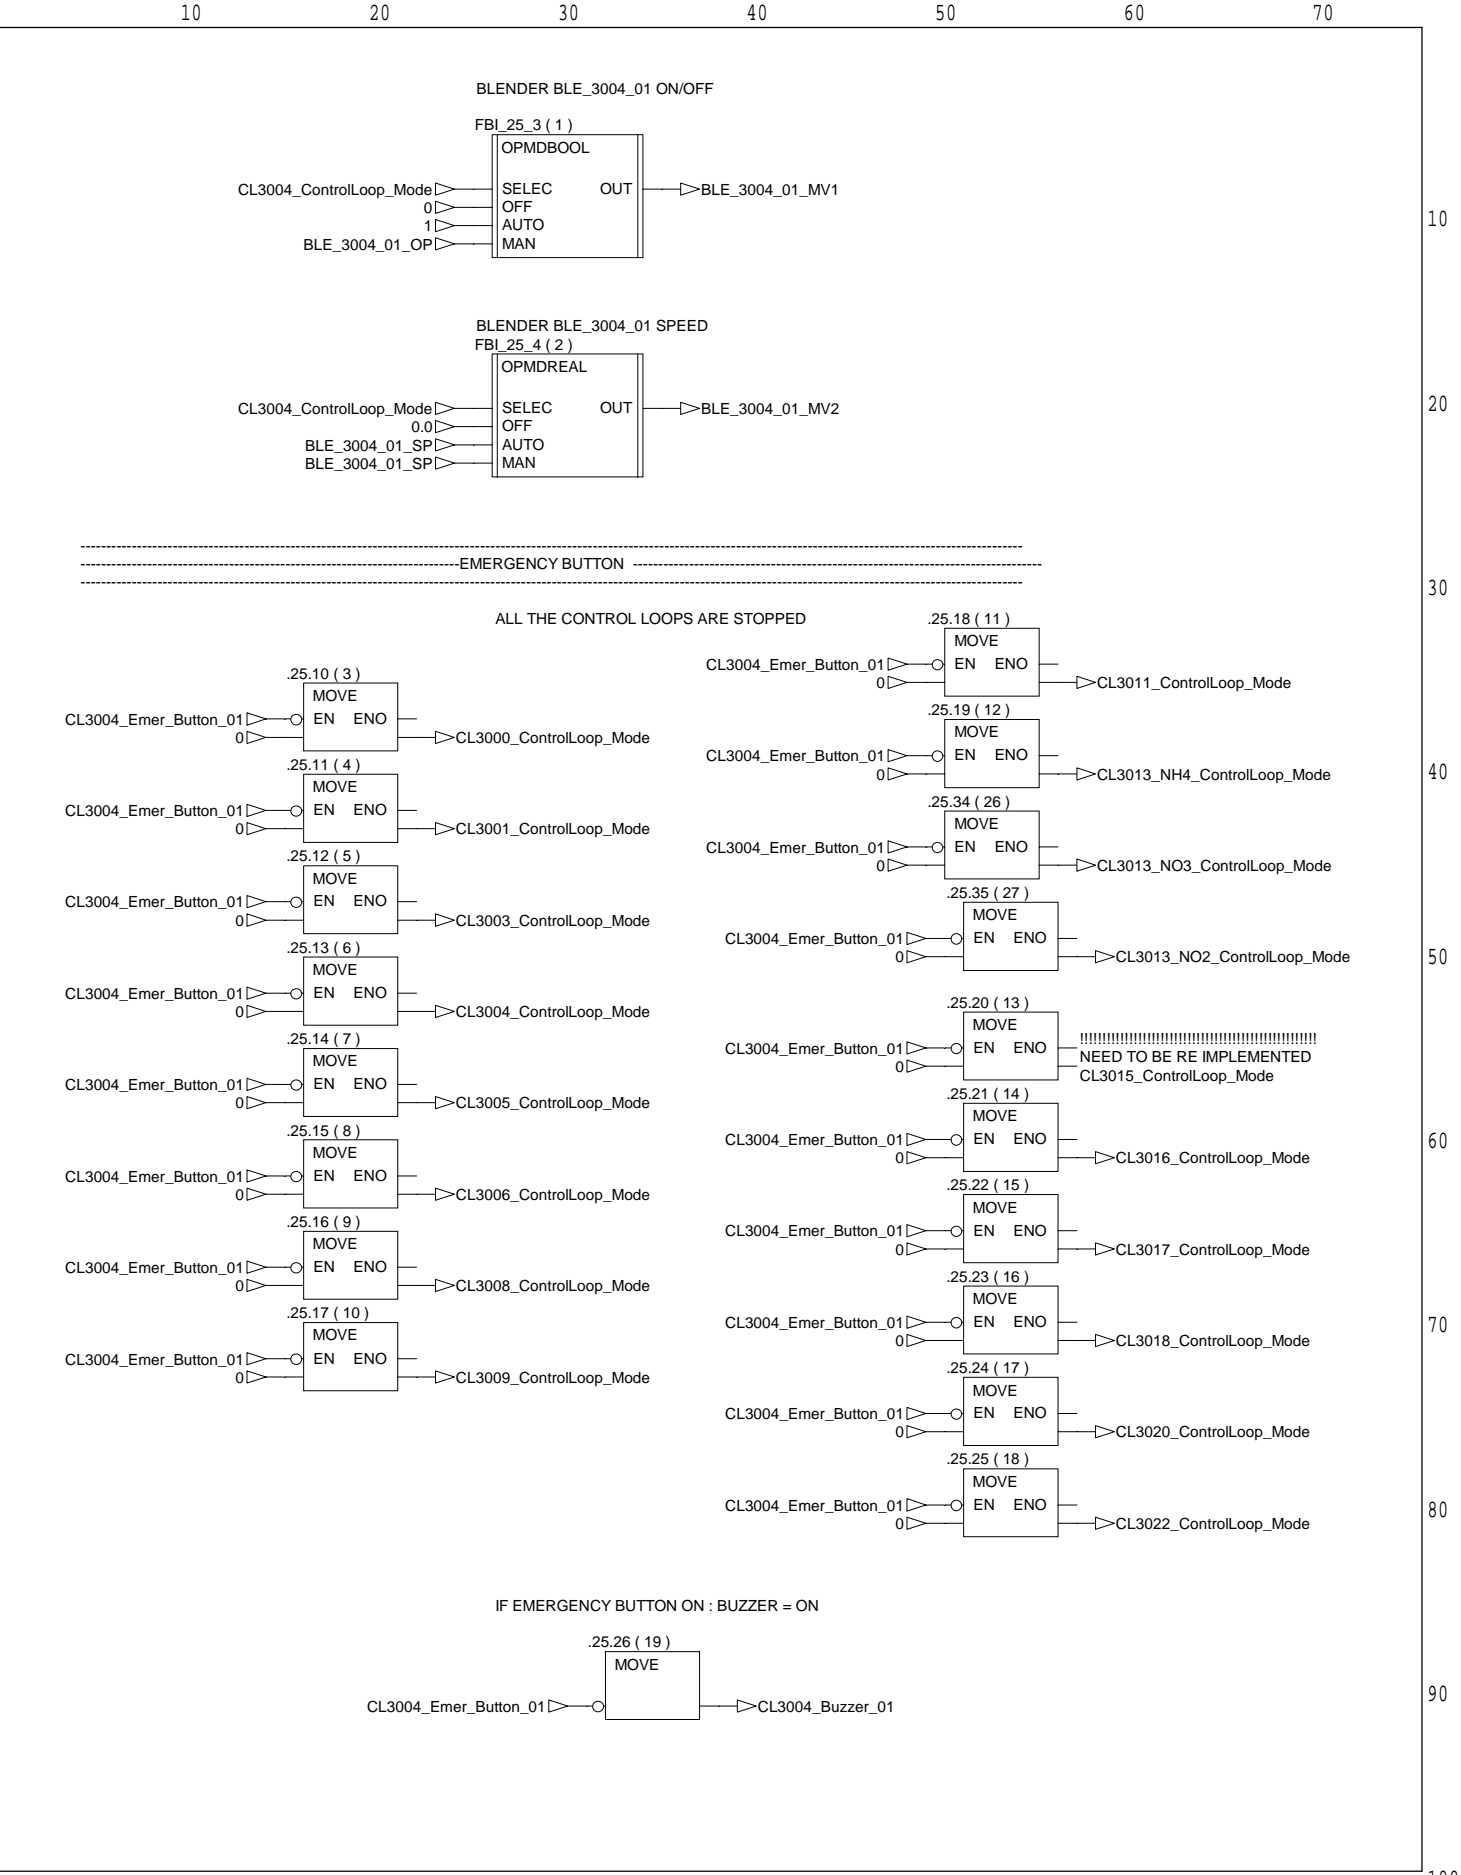 10 20 30 40 50 60 70
BLENDER BLE_3004_01 ON/OFF
FBI_25_3 ( 1 )
OPMDBOOL
CL3004_ControlLoop_Mode SELEC OUT BLE_3004_01_MV1
0 OFF
10
1 AUTO
BLE_3004_01_OP MAN
BLENDER BLE_3004_01 SPEED
FBI_25_4 ( 2 )
OPMDREAL
CL3004_ControlLoop_Mode SELEC OUT BLE_3004_01_MV2
20
0.0 OFF
BLE_3004_01_SP AUTO
BLE_3004_01_SP MAN
EMERGENCY BUTTON
30
ALL THE CONTROL LOOPS ARE STOPPED
.25.10 ( 3 )
MOVE
CL3004_Emer_Button_01 EN ENO
0 CL3000_ControlLoop_Mode
.25.11 ( 4 )
MOVE
CL3004_Emer_Button_01 EN ENO
0 CL3001_ControlLoop_Mode
.25.12 ( 5 )
MOVE
CL3004_Emer_Button_01 EN ENO
0 CL3003_ControlLoop_Mode
.25.13 ( 6 )
MOVE
CL3004_Emer_Button_01 EN ENO
0 CL3004_ControlLoop_Mode
.25.14 ( 7 )
MOVE
CL3004_Emer_Button_01 EN ENO
0 CL3005_ControlLoop_Mode
.25.15 ( 8 )
MOVE
CL3004_Emer_Button_01 EN ENO
0 CL3006_ControlLoop_Mode
.25.16 ( 9 )
MOVE
CL3004_Emer_Button_01 EN ENO
0 CL3008_ControlLoop_Mode
.25.17 ( 10 )
MOVE
CL3004_Emer_Button_01 EN ENO
0 CL3009_ControlLoop_Mode
.25.18 ( 11 )
MOVE
CL3004_Emer_Button_01 EN ENO
0 CL3011_ControlLoop_Mode
.25.19 ( 12 )
MOVE
CL3004_Emer_Button_01 EN ENO
0 CL3013_NH4_ControlLoop_Mode
40
.25.34 ( 26 )
MOVE
CL3004_Emer_Button_01 EN ENO
0 CL3013_NO3_ControlLoop_Mode
.25.35 ( 27 )
MOVE
CL3004_Emer_Button_01 EN ENO
0 CL3013_NO2_ControlLoop_Mode
50
.25.20 ( 13 )
MOVE
!!!!!!!!!!!!!!!!!!!!!!!!!!!!!!!!!!!!!!!!!!!!!!!!!!!!!
CL3004_Emer_Button_01 EN ENO NEED TO BE RE IMPLEMENTED
0 CL3015_ControlLoop_Mode
.25.21 ( 14 )
MOVE
CL3004_Emer_Button_01 EN ENO
60
0 CL3016_ControlLoop_Mode
.25.22 ( 15 )
MOVE
CL3004_Emer_Button_01 EN ENO
0 CL3017_ControlLoop_Mode
.25.23 ( 16 )
MOVE
CL3004_Emer_Button_01 EN ENO
70
0 CL3018_ControlLoop_Mode
.25.24 ( 17 )
MOVE
CL3004_Emer_Button_01 EN ENO
0 CL3020_ControlLoop_Mode
.25.25 ( 18 )
MOVE
CL3004_Emer_Button_01 EN ENO
80
0 CL3022_ControlLoop_Mode
IF EMERGENCY BUTTON ON : BUZZER = ON
.25.26 ( 19 )
MOVE
90
CL3004_Emer_Button_01 CL3004_Buzzer_01